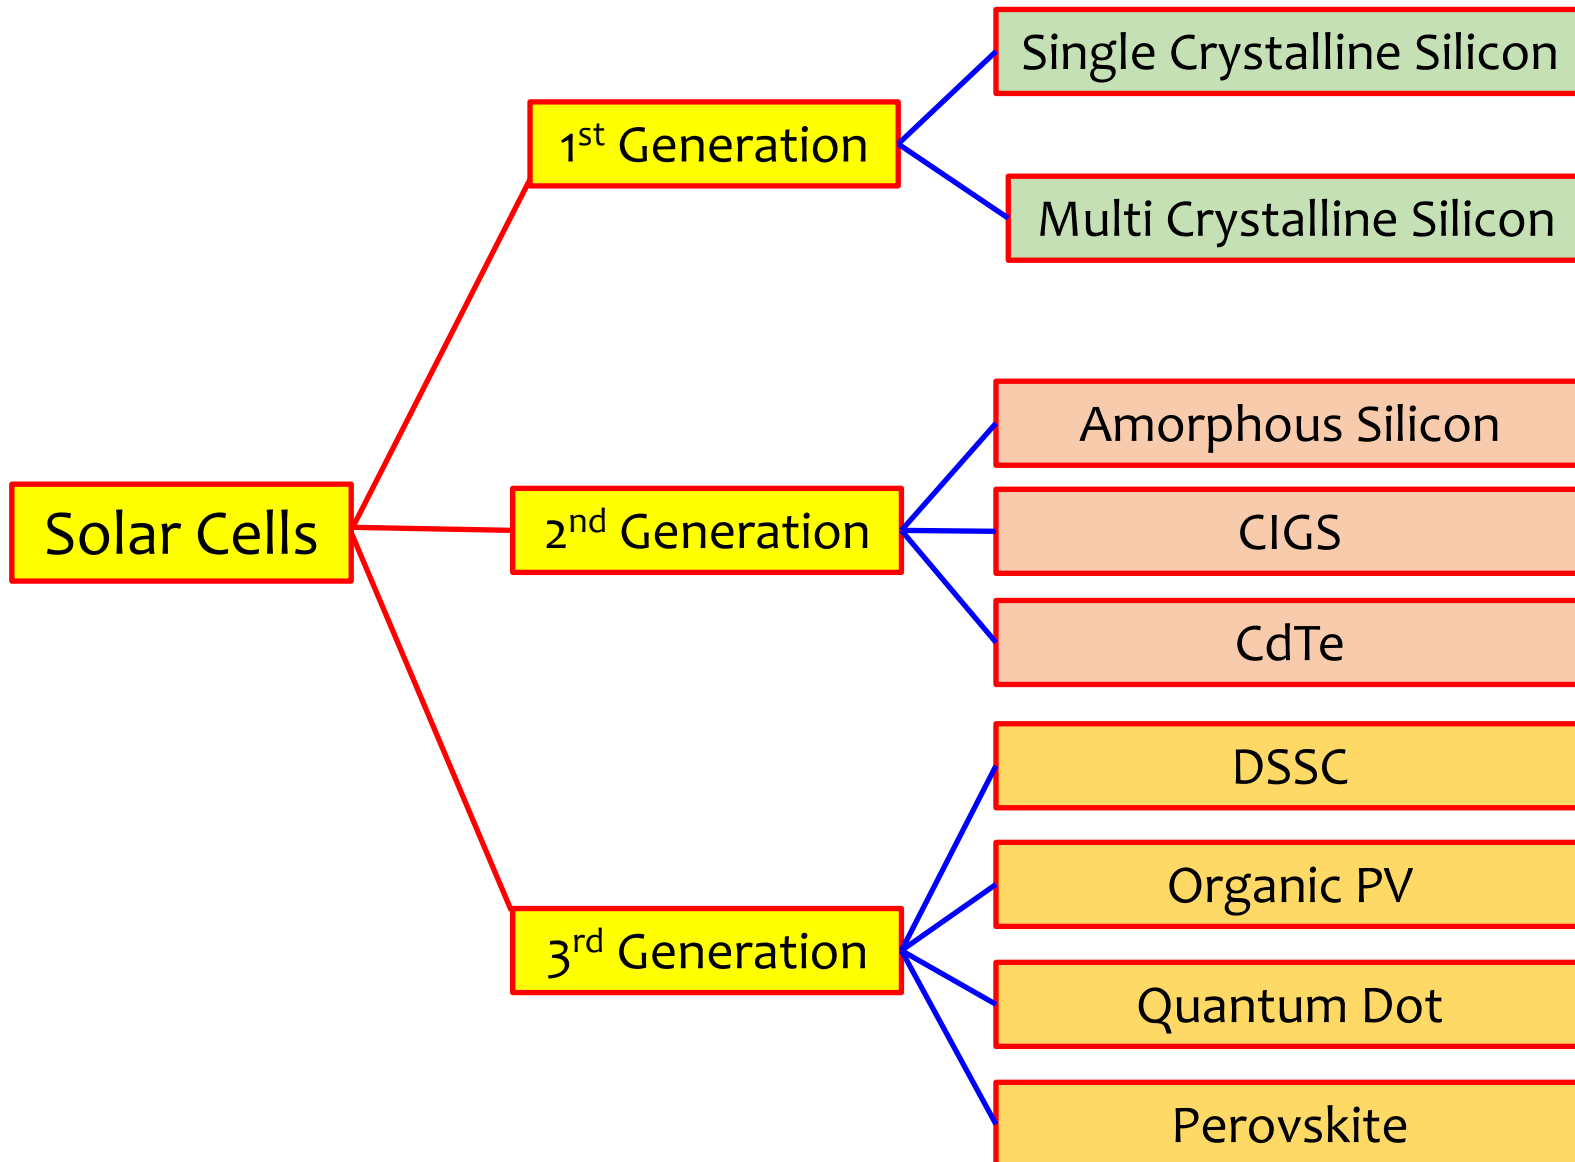 Single Crystalline Silicon
1st Generation
Multi Crystalline Silicon
Amorphous Silicon
Solar Cells
2nd Generation
CIGS
CdTe
DSSC
Organic PV
3rd Generation
Quantum Dot
Perovskite